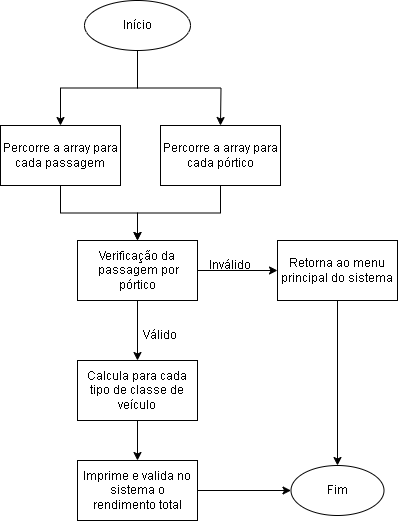 Início
Percorre a array para
cada passagem
Percorre a array para
cada pórtico
Verificação da
passagem por
pórtico
Inválido
Retorna ao menu
principal do sistema
Válido
Calcula para cada
tipo de classe de
veículo
Imprime e valida no
sistema o
rendimento total
Fim